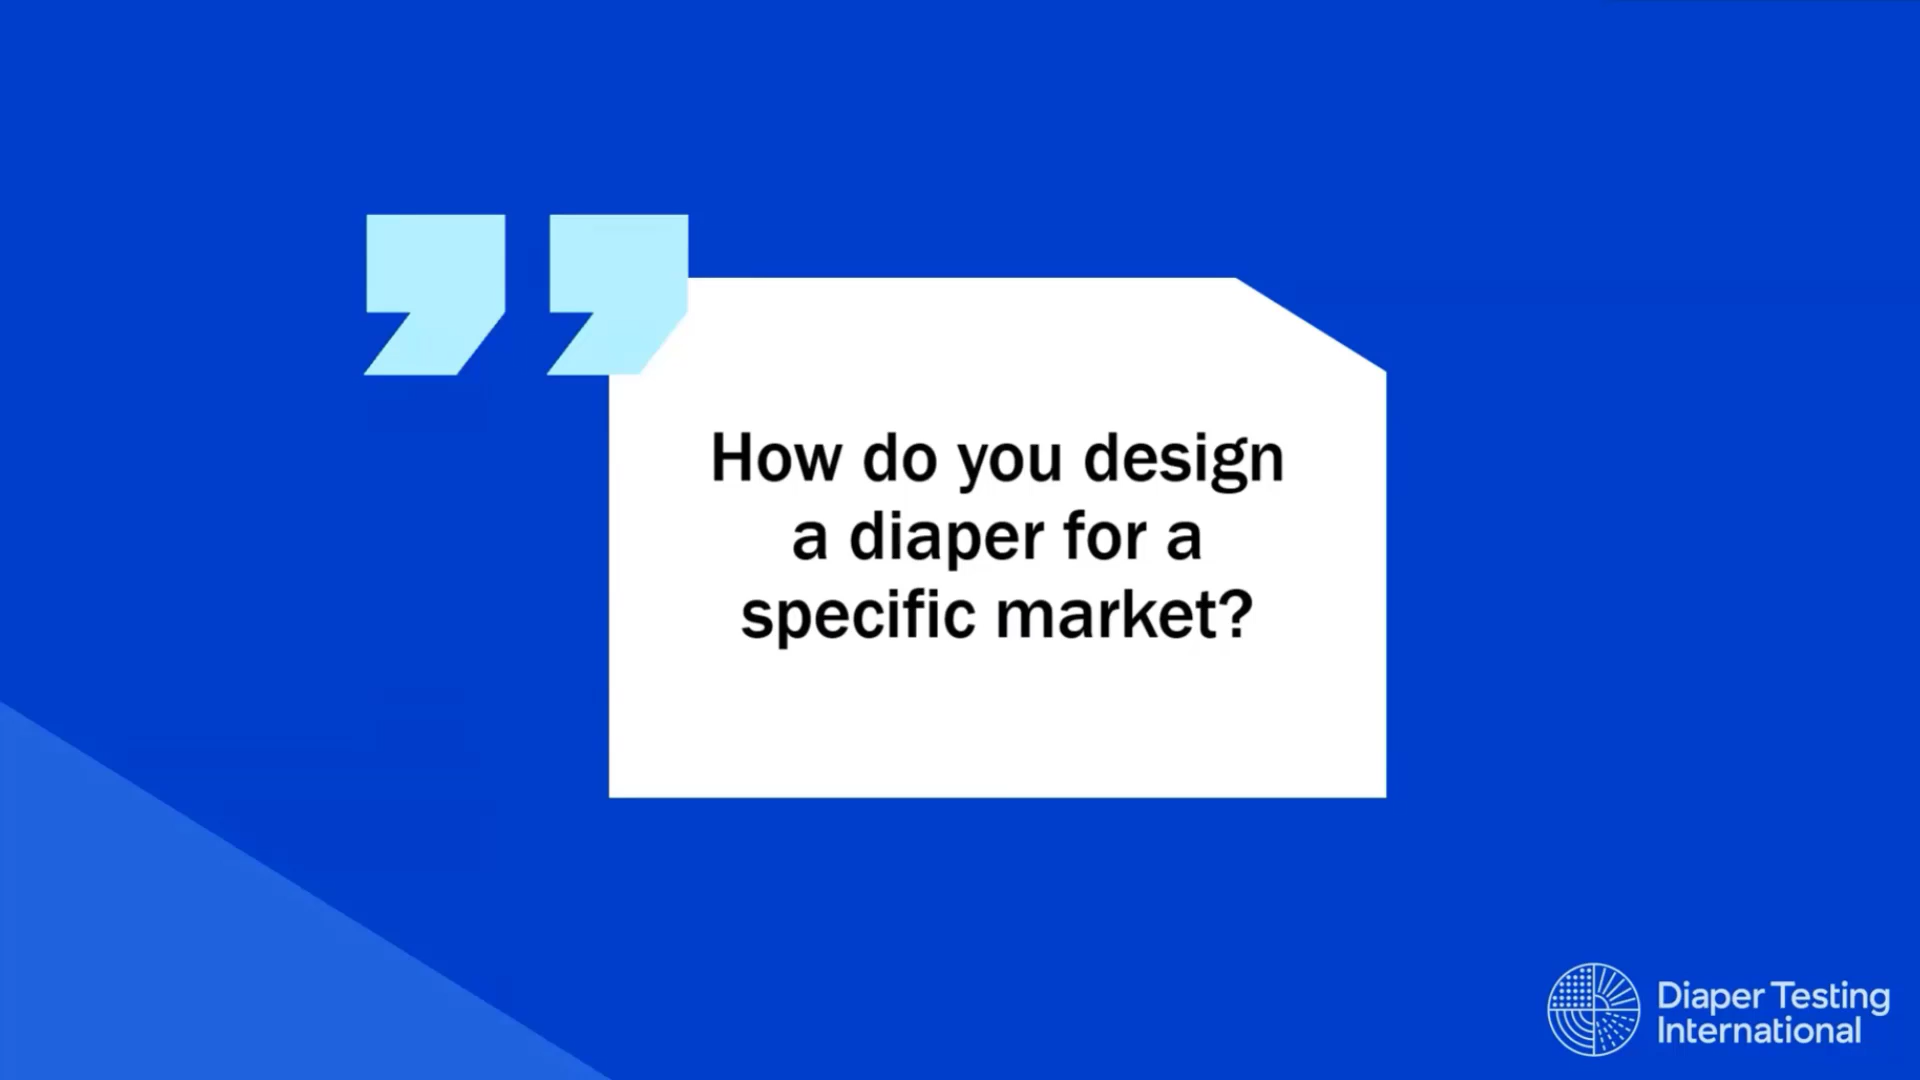 How do you design
a diaper for a
specific market?
Diaper Testing
International